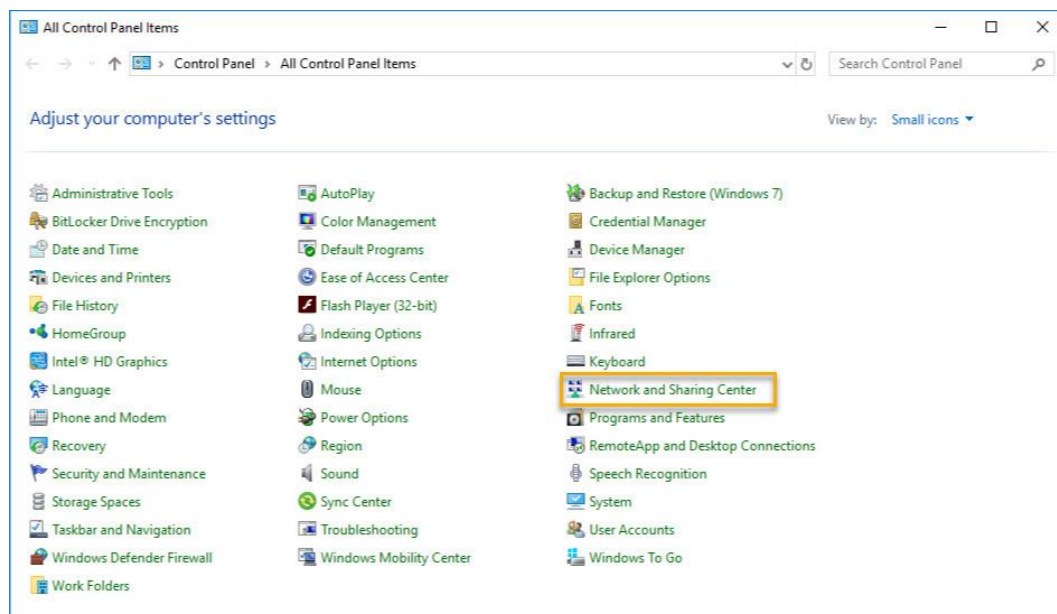 All Control Panel Items
Control Panel > All Control Panel Items
Search Control Panel
Adjust your computer's settings
View by: Small icons
Administrative Tools
AutoPlay
Backup and Restore (Windows 7)
BitLocker Drive Encryption
Color Management
Credential Manager
Date and Time
Default Programs
Device Manager
Devices and Printers
Ease of Access Center
File Explorer Options
File History
Flash Player (32-bit)
Fonts
HomeGroup
Indexing Options
Infrared
Intel® HD Graphics
Internet Options
Keyboard
Language
Mouse
Network and Sharing Center
Phone and Modem
Power Options
Programs and Features
Recovery
Region
RemoteApp and Desktop Connections
Security and Maintenance
Sound
Speech Recognition
Storage Spaces
Sync Center
System
Taskbar and Navigation
Troubleshooting
User Accounts
Windows Defender Firewall
Windows Mobility Center
Windows To Go
Work Folders